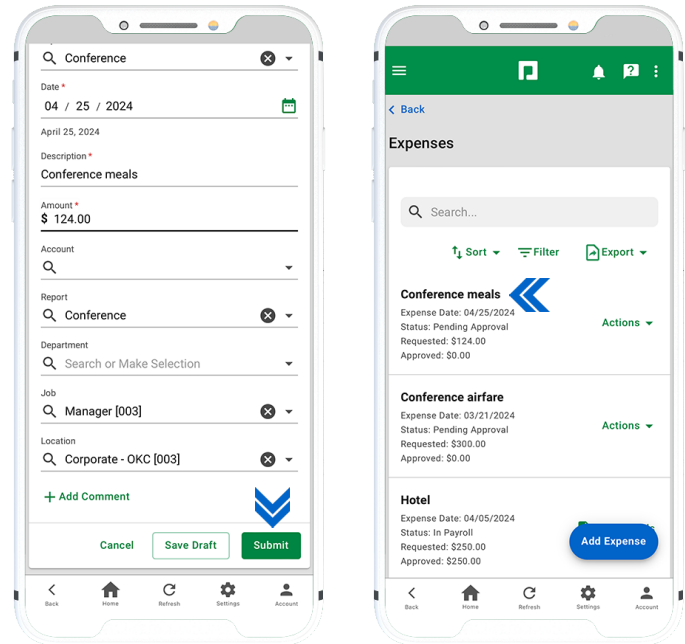 Conference
Date *
04 / 25 / 2024
April 25, 2024
Description *
Conference meals
Amount *
$ 124.00
Account
Report
Conference
Department
Search or Make Selection
Job
Manager [003]
Location
Corporate - OKC [003]
+ Add Comment
Cancel
Save Draft
Submit
Back
Home
Refresh
Settings
Account
Back
Expenses
Search...
Sort
Filter
Export
Conference meals
Expense Date: 04/25/2024
Status: Pending Approval
Requested: $124.00
Approved: $0.00
Actions
Conference airfare
Expense Date: 03/21/2024
Status: Pending Approval
Requested: $300.00
Approved: $0.00
Actions
Hotel
Expense Date: 04/05/2024
Status: In Payroll
Requested: $250.00
Approved: $250.00
Add Expense
Back
Home
Refresh
Settings
Account